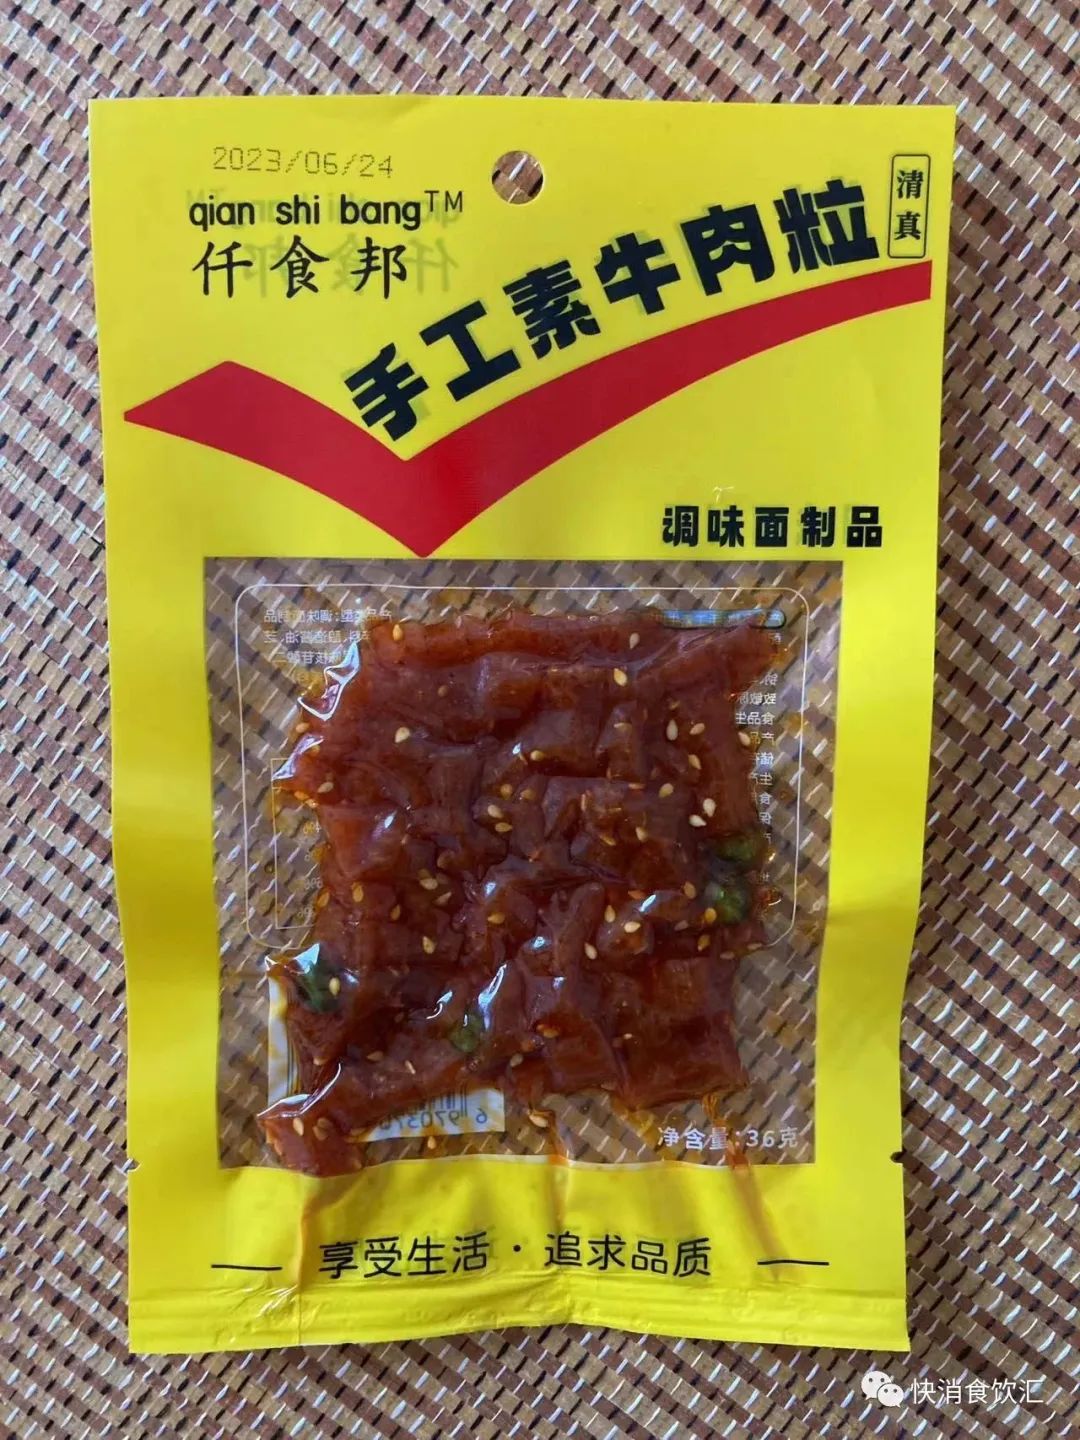 2023/06/24
qian shi bang™
仟食邦
手工素牛肉粒
清真
调味面制品
净含量:36克
享受生活·追求品质
快消食饮汇